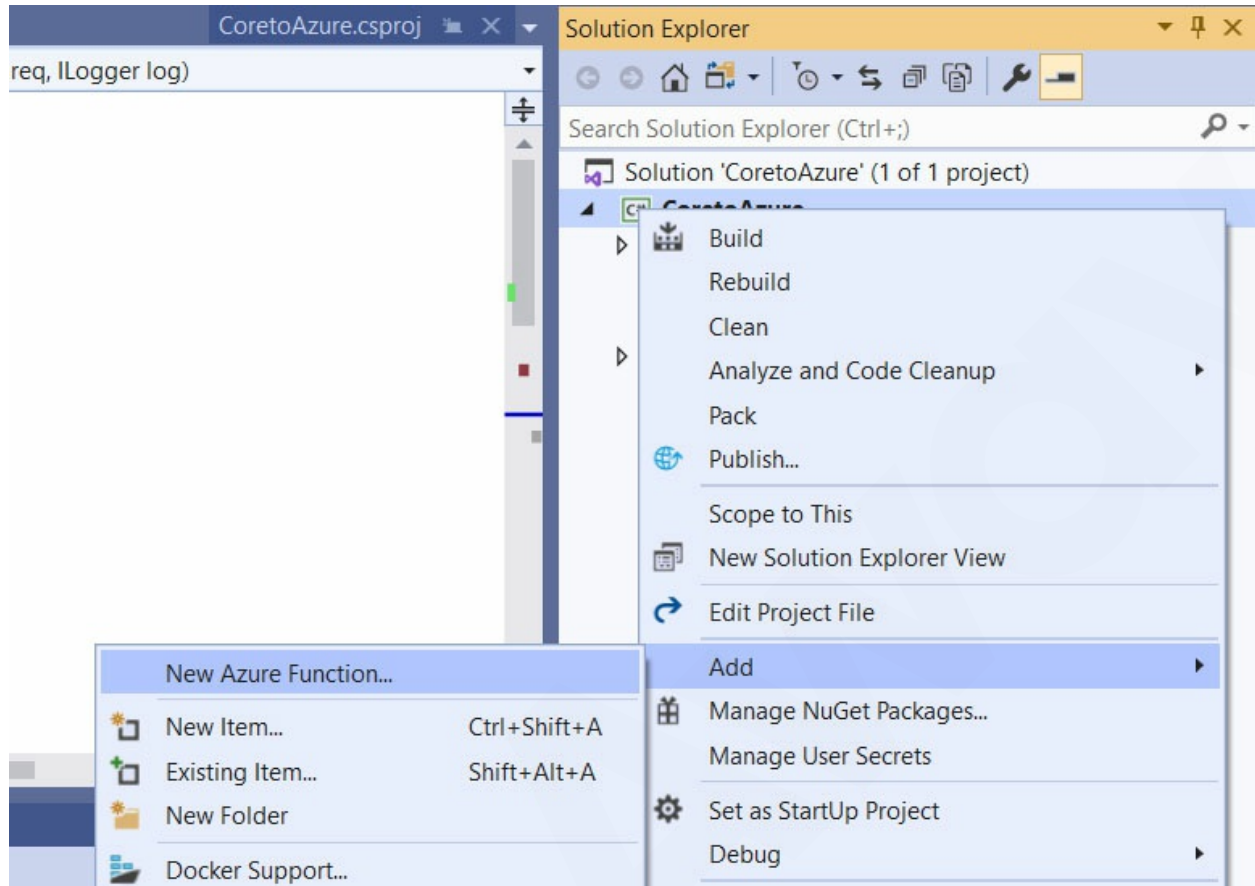 CoretoAzure.csproj
req, ILogger log)
Solution Explorer
Search Solution Explorer (Ctrl+;)
Solution 'CoretoAzure' (1 of 1 project)
C# CoretoAzure
Build
Rebuild
Clean
Analyze and Code Cleanup
Pack
Publish...
Scope to This
New Solution Explorer View
Edit Project File
Add
Manage NuGet Packages...
Manage User Secrets
Set as StartUp Project
Debug
New Azure Function...
New Item... Ctrl+Shift+A
Existing Item... Shift+Alt+A
New Folder
Docker Support...